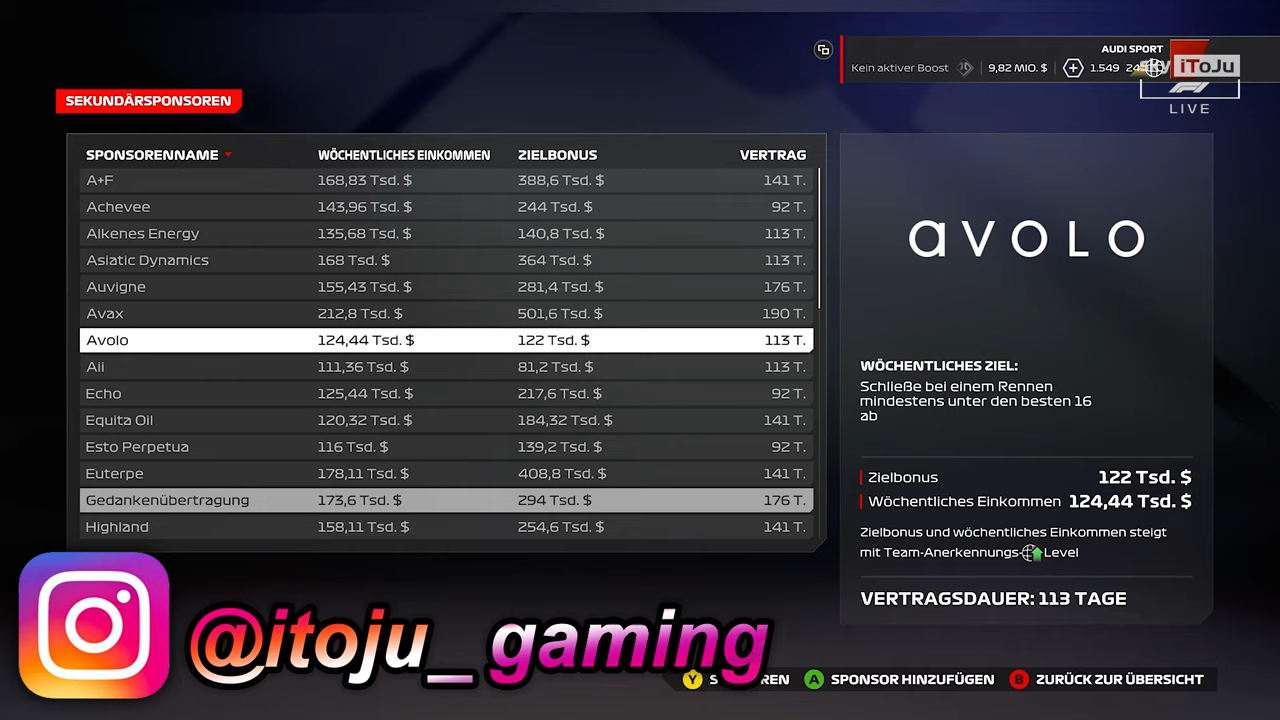 AUDI SPORT
Kein aktiver Boost 9,82 MIO. $ 1.549
iToJu
LIVE
SEKUNDÄRSPONSOREN
SPONSORENNAME WÖCHENTLICHES EINKOMMEN ZIELBONUS VERTRAG
A+F 168,83 Tsd. $ 388,6 Tsd. $ 141 T.
Achevee 143,96 Tsd. $ 244 Tsd. $ 92 T.
Alkenes Energy 135,68 Tsd. $ 140,8 Tsd. $ 113 T.
Asiatic Dynamics 168 Tsd. $ 364 Tsd. $ 113 T.
Auvigne 155,43 Tsd. $ 281,4 Tsd. $ 176 T.
Avax 212,8 Tsd. $ 501,6 Tsd. $ 190 T.
Avolo 124,44 Tsd. $ 122 Tsd. $ 113 T.
Aii 111,36 Tsd. $ 81,2 Tsd. $ 113 T.
Echo 125,44 Tsd. $ 217,6 Tsd. $ 92 T.
Equita Oil 120,32 Tsd. $ 184,32 Tsd. $ 141 T.
Esto Perpetua 116 Tsd. $ 139,2 Tsd. $ 92 T.
Euterpe 178,11 Tsd. $ 408,8 Tsd. $ 141 T.
Gedankenübertragung 173,6 Tsd. $ 294 Tsd. $ 176 T.
Highland 158,11 Tsd. $ 254,6 Tsd. $ 141 T.
avoLo
WÖCHENTLICHES ZIEL:
Schließe bei einem Rennen
mindestens unter den besten 16
ab
Zielbonus 122 Tsd. $
Wöchentliches Einkommen 124,44 Tsd. $
Zielbonus und wöchentliches Einkommen steigt
mit Team-Anerkennungs- Level
VERTRAGSDAUER: 113 TAGE
@itoju_gaming
Y A SPONSOR HINZUFÜGEN B ZURÜCK ZUR ÜBERSICHT